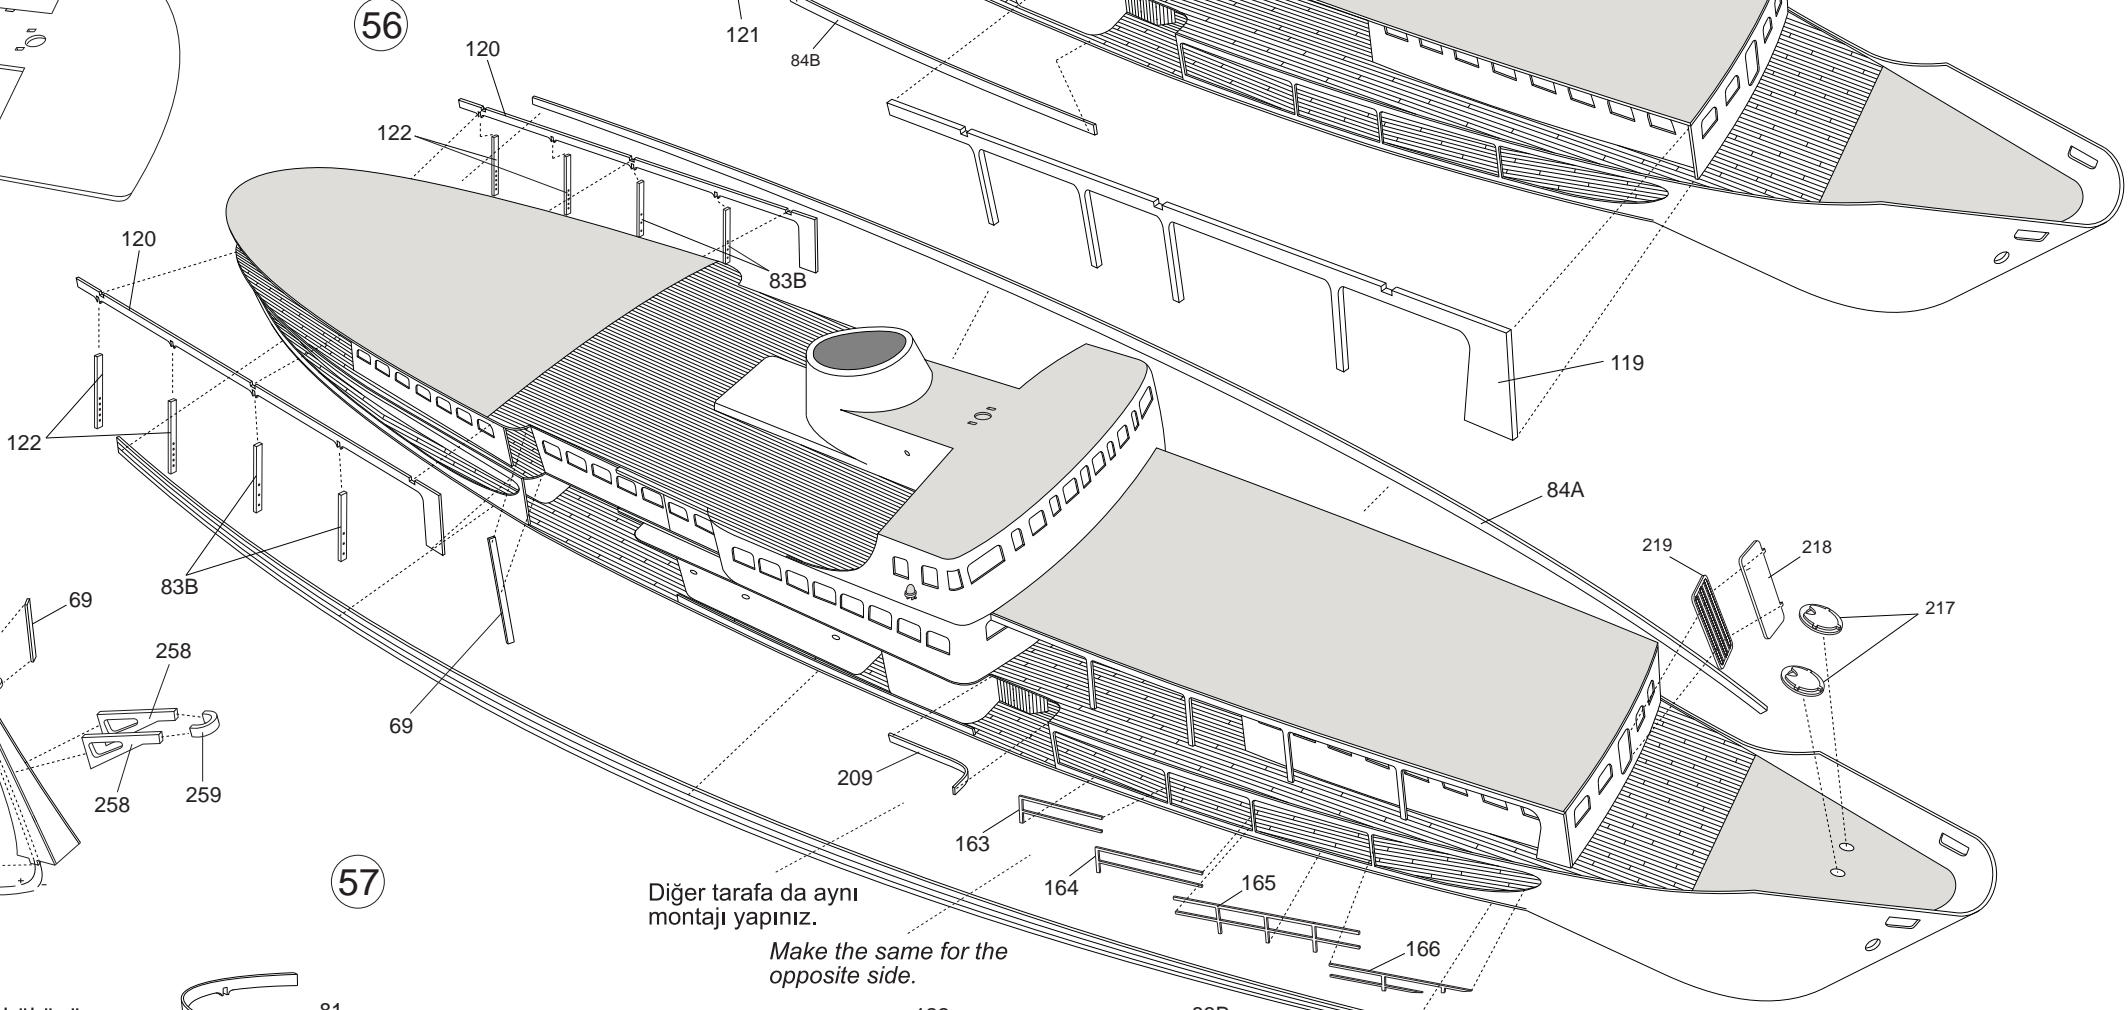 56
121
84B
120
122
83B
120
119
122
84A
219
218
217
83B
69
258
69
258
259
209
163
164
165
166
57
Diğer tarafa da aynı
montajı yapınız.
Make the same for the
opposite side.
81